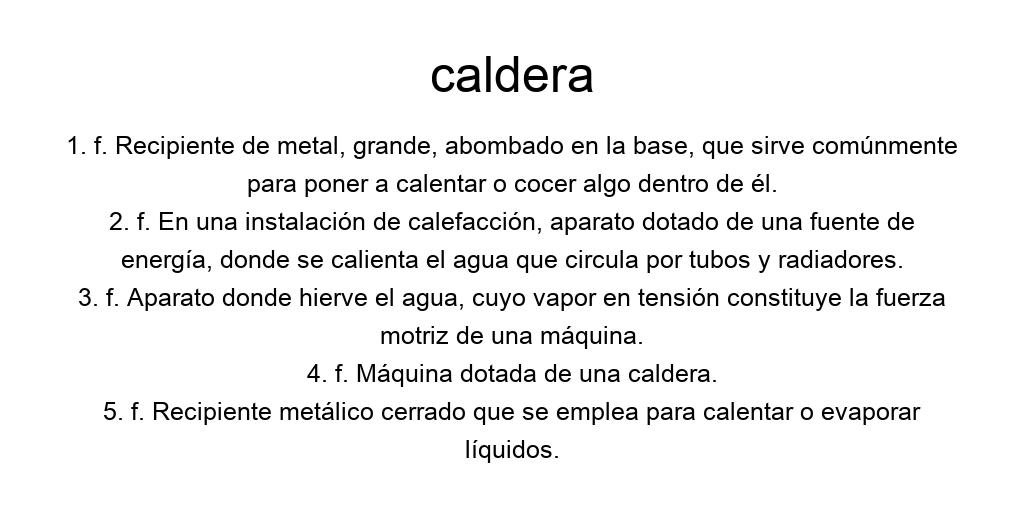 caldera
1. f. Recipiente de metal, grande, abombado en la base, que sirve comúnmente
para poner a calentar o cocer algo dentro de él.
2. f. En una instalación de calefacción, aparato dotado de una fuente de
energía, donde se calienta el agua que circula por tubos y radiadores.
3. f. Aparato donde hierve el agua, cuyo vapor en tensión constituye la fuerza
motriz de una máquina.
4. f. Máquina dotada de una caldera.
5. f. Recipiente metálico cerrado que se emplea para calentar o evaporar
líquidos.